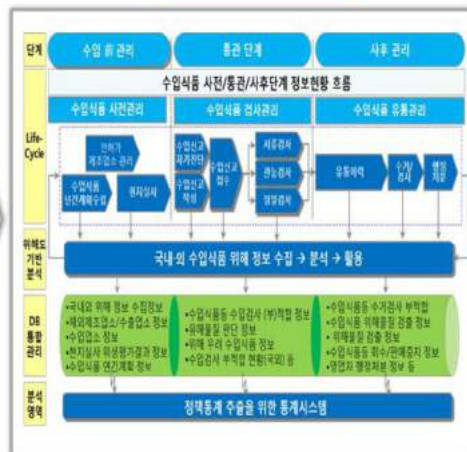 단계
수입 前 관리
통관 단계
사후 관리
수입식품 사전/통관/사후단계 정보현황 흐름
Life-
Cycle
수입식품 사전관리
수입식품 검사관리
수입식품 유통관리
인허가
제조업소 관리
수입식품
년간계획수립
현지실사
수입신고
자가진단
수입신고
작성
수입신고
접수
서류검사
관능검사
정밀검사
유통이력
수거/
검사
행정
처분
위해도
기반
분석
국내·외 수입식품 위해 정보 수집 → 분석 → 활용
DB
통합
관리
•국내외 위해 정보 수집정보
•해외제조업소/수출업소 정보
•수입업소 정보
•현지실사 위생평가결과 정보
•수입식품 연간계획 정보
•수입식품등 수입검사 (부)적합 정보
•유해물질 판단 정보
•위해 우려 수입식품 정보
•수입검사 부적합 현황(국외) 등
•수입식품등 수거검사 부적합
•수입식품 위해물질 검출 정보
•위해물질 검출 정보
•수입식품등 회수/판매중지 정보
•영업자 행정처분 정보 등
분석
영역
정책통계 추출을 위한 통계시스템